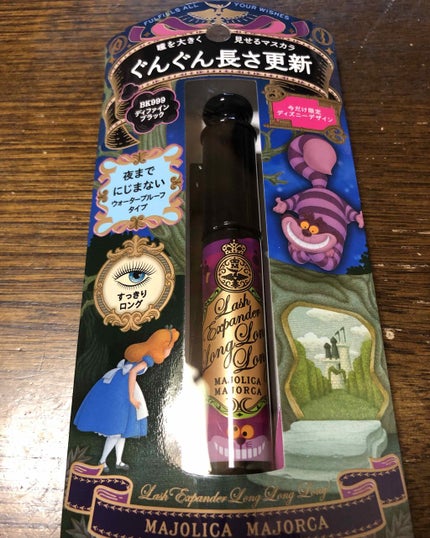 FULFILLS ALL YOUR WISHES
瞳を大きく 見せるマスカラ
ぐんぐん長さ更新
BK999
ディファイン
ブラック
今だけ限定
ディズニーデザイン
夜まで
にじまない
ウォータープルーフ
タイプ
すっきり
ロング
Lash
Expander
Long Long
Long
MAJOLICA
MAJORCA
Lash Expander Long Long Long
MAJOLICA MAJORCA